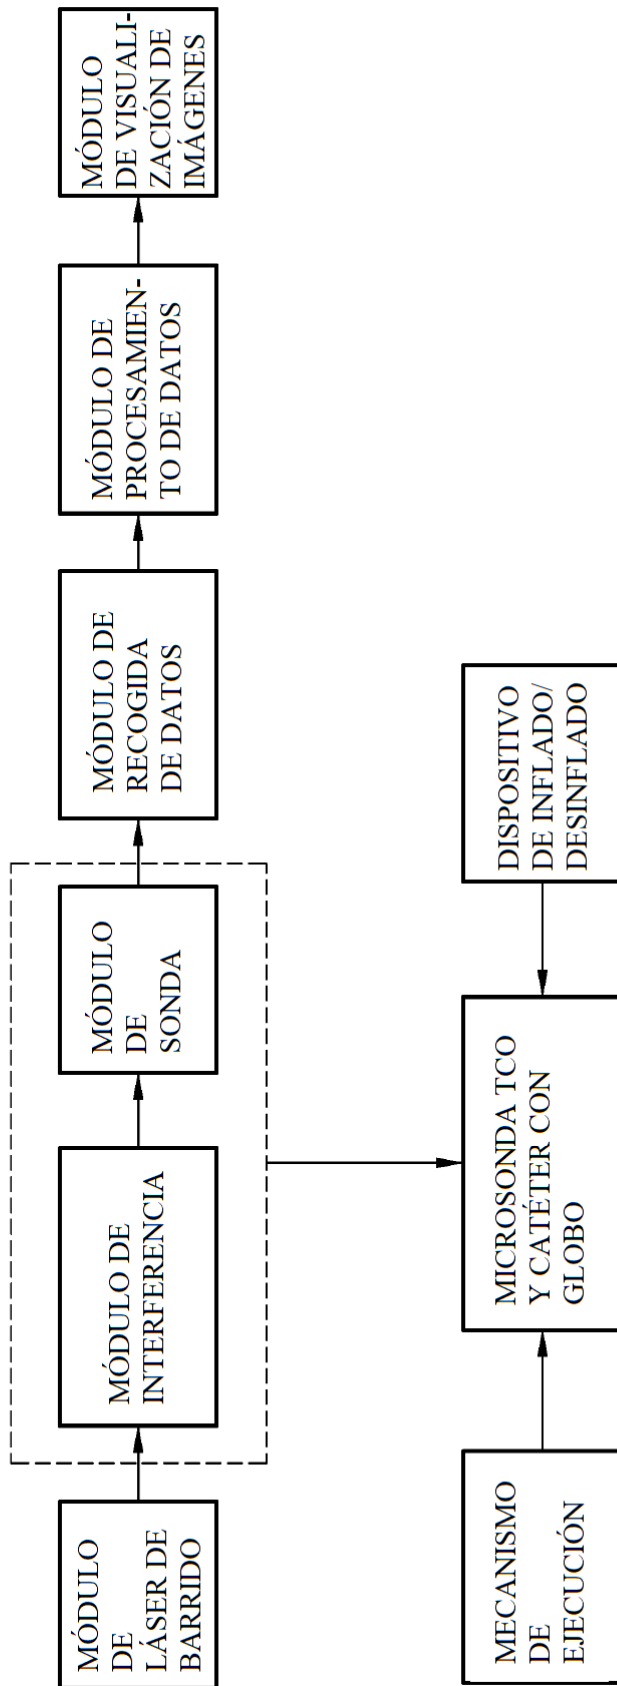 MÓDULO
DE
LÁSER DE
BARRIDO
MÓDULO DE
INTERFERENCIA
MÓDULO
DE
SONDA
MÓDULO DE
RECOGIDA
DE DATOS
MÓDULO DE
PROCESAMIEN-
TO DE DATOS
MÓDULO
DE VISUALI-
ZACIÓN DE
IMÁGENES
MECANISMO
DE
EJECUCIÓN
MICROSONDA TCO
Y CATÉTER CON
GLOBO
DISPOSITIVO
DE INFLADO/
DESINFLADO